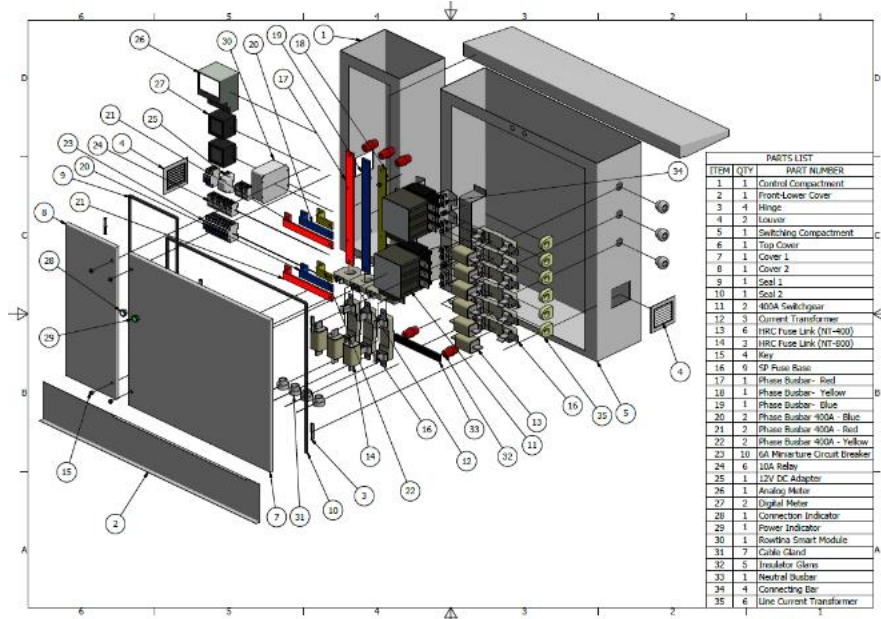 6 5 4 3 2 1
D
C
B
A
26
30
20
19
18
1
27
17
21
25
23
24
4
20
9
21
8
28
29
34
15
2
7
31
10
3
22
14
16
12
32
33
11
13
16
35
5
4
PARTS LIST
ITEM QTY PART NUMBER
1 1 Control Compactment
2 1 Front-Lower Cover
3 4 Hinge
4 2 Louver
5 1 Switching Compactment
6 1 Top Cover
7 1 Cover 1
8 1 Cover 2
9 1 Seal 1
10 1 Seal 2
11 2 400A Switchgear
12 3 Current Transformer
13 6 HRC Fuse Link (NT-400)
14 3 HRC Fuse Link (NT-800)
15 4 Key
16 9 SP Fuse Base
17 1 Phase Busbar- Red
18 1 Phase Busbar- Yellow
19 1 Phase Busbar- Blue
20 2 Phase Busbar 400A - Blue
21 2 Phase Busbar 400A - Red
22 2 Phase Busbar 400A - Yellow
23 10 6A Miniarture Circuit Breaker
24 6 10A Relay
25 1 12V DC Adapter
26 1 Analog Meter
27 2 Digital Meter
28 1 Connection Indicator
29 1 Power Indicator
30 1 Rowtina Smart Module
31 7 Cable Gland
32 5 Insulator Glans
33 1 Neutral Busbar
34 4 Connecting Bar
35 6 Line Current Transformer
D
C
B
A
6 5 4 3 2 1